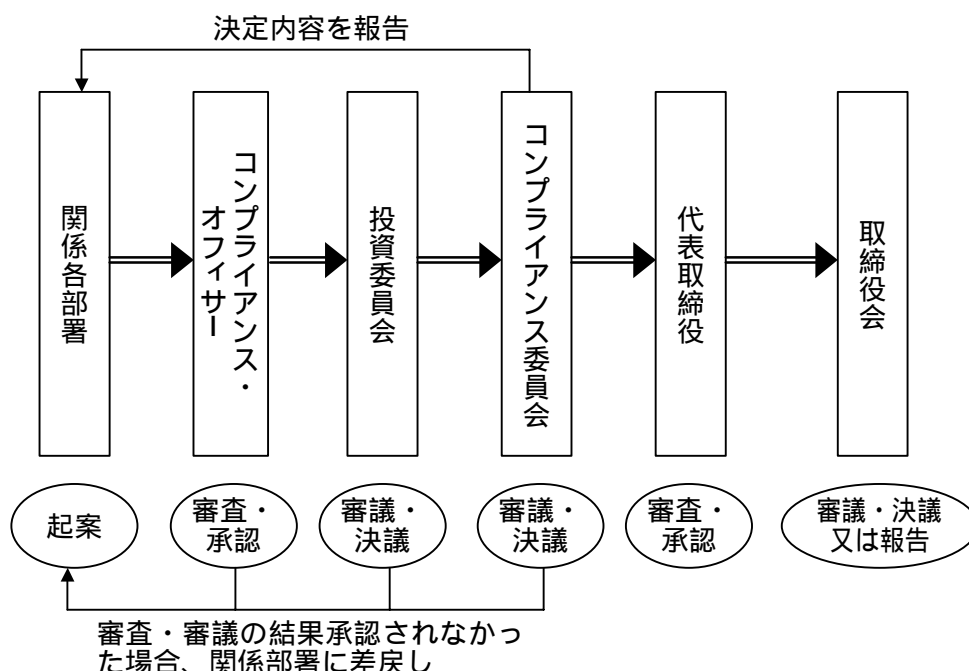 決定内容を報告
関係各部署
コンプライアンス・
オフィサー
投資委員会
コンプライアンス委員会
代表取締役
取締役会
起案
審査・
承認
審議・
決議
審議・
決議
審査・
承認
審議・決議
又は報告
審査・審議の結果承認されなかっ
た場合、関係部署に差戻し